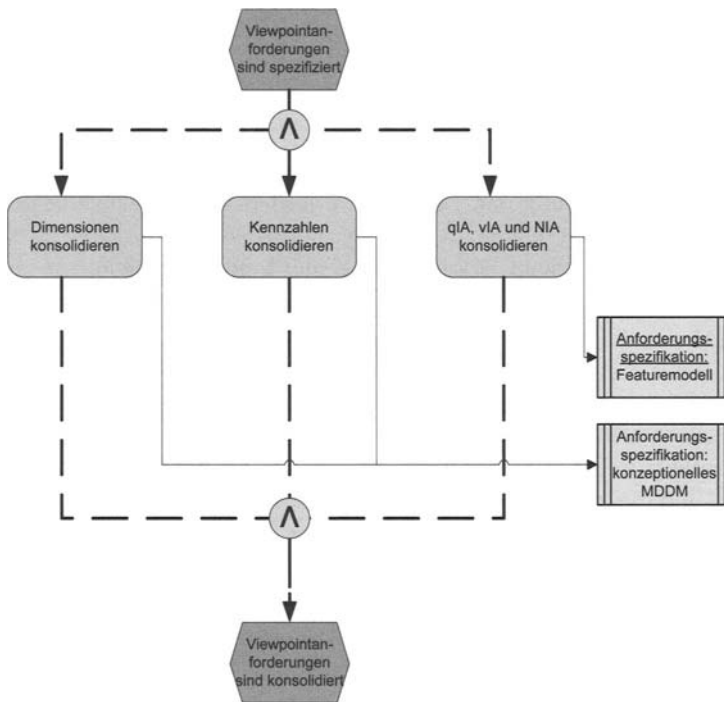 Viewpointan-
forderungen
sind spezifiziert
Λ
Dimensionen
konsolidieren
Kennzahlen
konsolidieren
qIA, vIA und NIA
konsolidieren
Anforderungs-
spezifikation:
Featuremodell
Anforderungs-
spezifikation:
konzeptionelles
MDDM
Λ
Viewpointan-
forderungen
sind konsolidiert